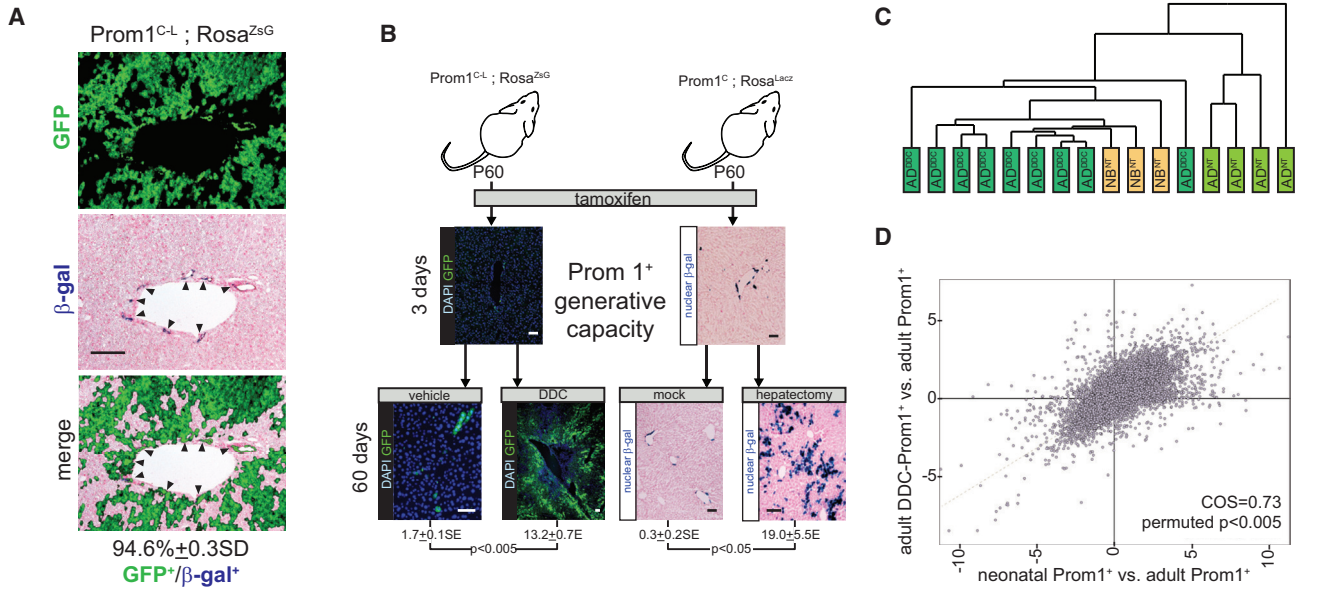 A
Prom1C-L ; RosaZsG
GFP
β-gal
merge
94.6%±0.3SD
GFP+/β-gal+
B
Prom1C-L ; RosaZsG
Prom1C ; RosaLacz
P60
P60
tamoxifen
3 days
DAPI GFP
Prom 1+
generative
capacity
nuclear β-gal
60 days
vehicle
DDC
mock
hepatectomy
DAPI GFP
DAPI GFP
nuclear β-gal
nuclear β-gal
1.7±0.1SE
13.2±0.7E
0.3±0.2SE
19.0±5.5E
p<0.005
p<0.05
C
ADDDC
ADDDC
ADDDC
ADDDC
ADDDC
ADDDC
ADDDC
ADDDC
NBNT
NBNT
NBNT
ADDDC
ADNT
ADNT
ADNT
ADNT
D
adult DDC-Prom1+ vs. adult Prom1+
5
0
-5
COS=0.73
permuted p<0.005
-10
-5
0
5
10
neonatal Prom1+ vs. adult Prom1+